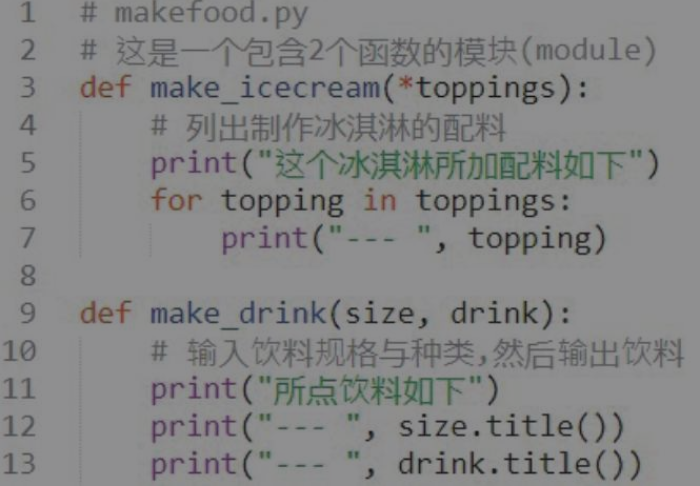 1 # makefood.py
2 # 这是一个包含2个函数的模块(module)
3 def make_icecream(*toppings):
4 # 列出制作冰淇淋的配料
5 print("这个冰淇淋所加配料如下")
6 for topping in toppings:
7 print("--- ", topping)
8
9 def make_drink(size, drink):
10 # 输入饮料规格与种类,然后输出饮料
11 print("所点饮料如下")
12 print("--- ", size.title())
13 print("--- ", drink.title())